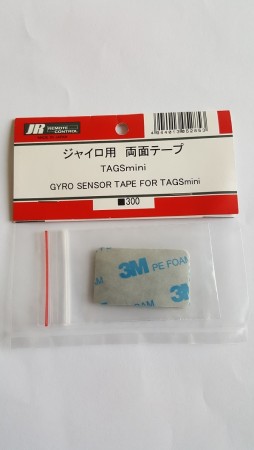 JR REMOTE CONTROL
ジャイロ用 両面テープ
TAGSmini
GYRO SENSOR TAPE FOR TAGSmini
■300
3M PE FOAM
3M